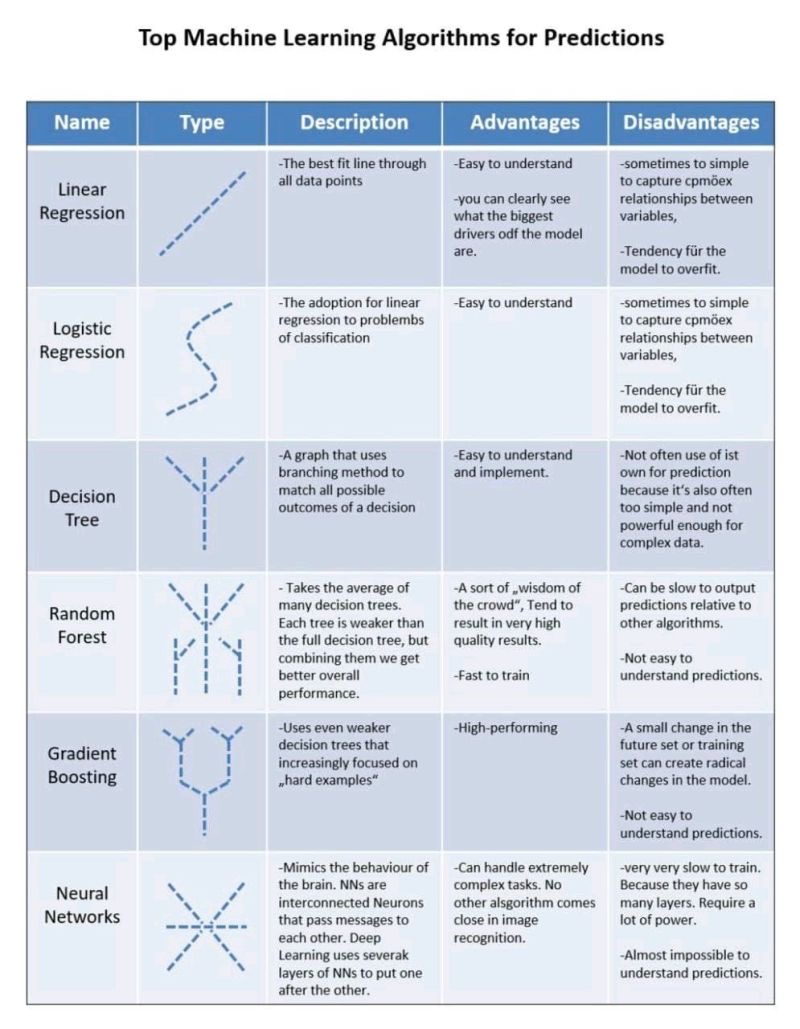 Top Machine Learning Algorithms for Predictions
Name
Type
Description
Advantages
Disadvantages
Linear
Regression
-The best fit line through
all data points
-Easy to understand
-you can clearly see
what the biggest
drivers odf the model
are.
-sometimes to simple
to capture cpmöex
relationships between
variables,
-Tendency für the
model to overfit.
Logistic
Regression
-The adoption for linear
regression to problembs
of classification
-Easy to understand
-sometimes to simple
to capture cpmöex
relationships between
variables,
-Tendency für the
model to overfit.
Decision
Tree
-A graph that uses
branching method to
match all possible
outcomes of a decision
-Easy to understand
and implement.
-Not often use of ist
own for prediction
because it‘s also often
too simple and not
powerful enough for
complex data.
Random
Forest
- Takes the average of
many decision trees.
Each tree is weaker than
the full decision tree, but
combining them we get
better overall
performance.
-A sort of „wisdom of
the crowd“, Tend to
result in very high
quality results.
-Fast to train
-Can be slow to output
predictions relative to
other algorithms.
-Not easy to
understand predictions.
Gradient
Boosting
-Uses even weaker
decision trees that
increasingly focused on
„hard examples“
-High-performing
-A small change in the
future set or training
set can create radical
changes in the model.
-Not easy to
understand predictions.
Neural
Networks
-Mimics the behaviour of
the brain. NNs are
interconnected Neurons
that pass messages to
each other. Deep
Learning uses severak
layers of NNs to put one
after the other.
-Can handle extremely
complex tasks. No
other alsgorithm comes
close in image
recognition.
-very very slow to train.
Because they have so
many layers. Require a
lot of power.
-Almost impossible to
understand predictions.